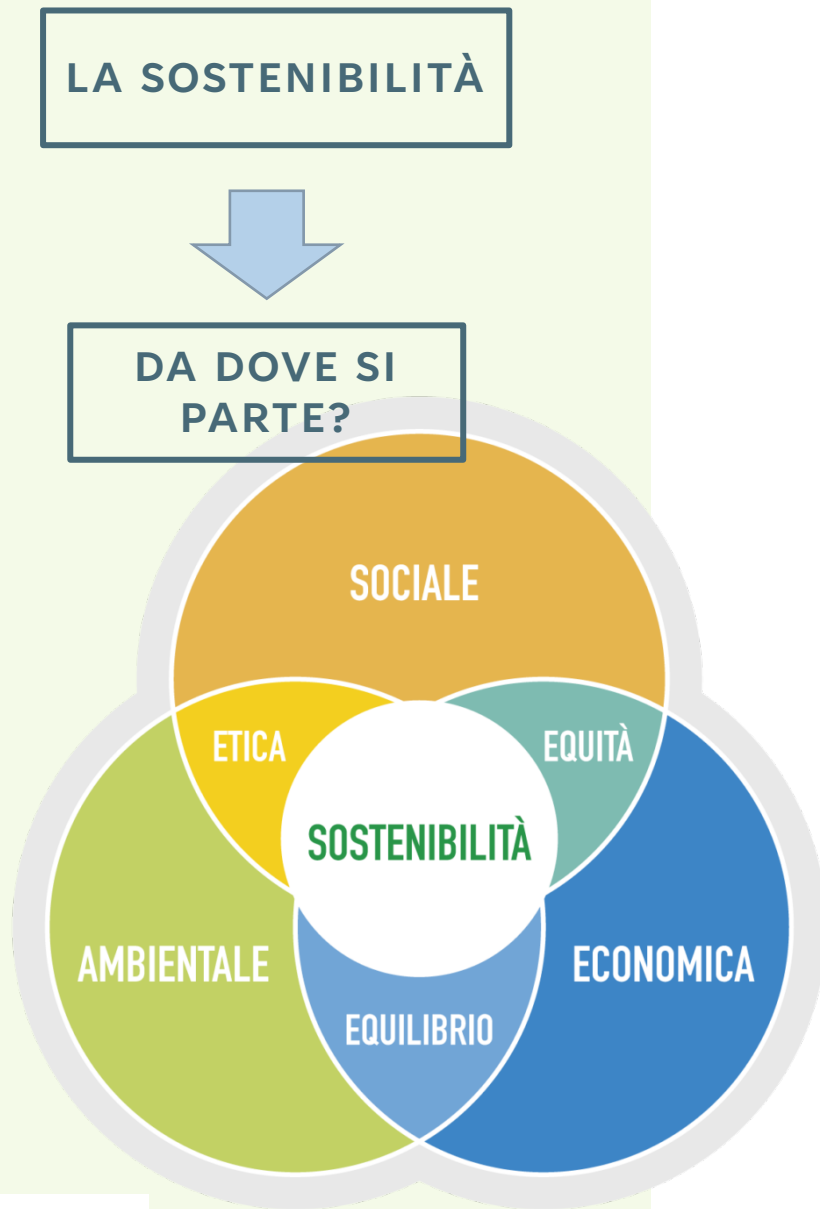 LA SOSTENIBILITÀ
DA DOVE SI
PARTE?
SOCIALE
ETICA
EQUITÀ
SOSTENIBILITÀ
AMBIENTALE
ECONOMICA
EQUILIBRIO